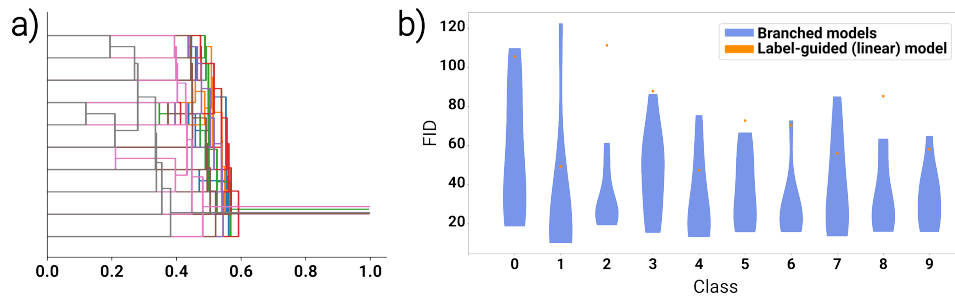 a)
0.0 0.2 0.4 0.6 0.8 1.0
b)
120
100
80
60
40
20
FID
Branched models
Label-guided (linear) model
0 1 2 3 4 5 6 7 8 9
Class